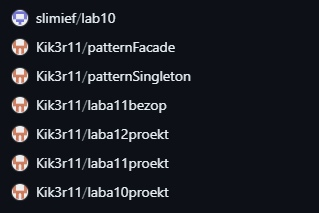 slimief/lab10
Kik3r11/patternFacade
Kik3r11/patternSingleton
Kik3r11/laba11bezop
Kik3r11/laba12proekt
Kik3r11/laba11proekt
Kik3r11/laba10proekt